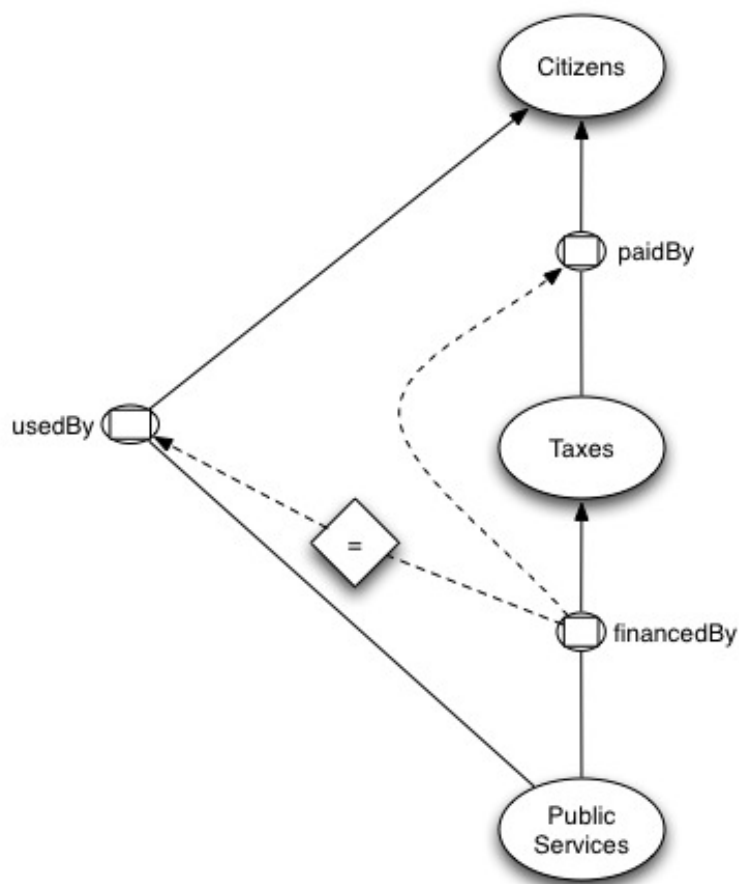 Citizens
paidBy
usedBy
Taxes
=
financedBy
Public
Services